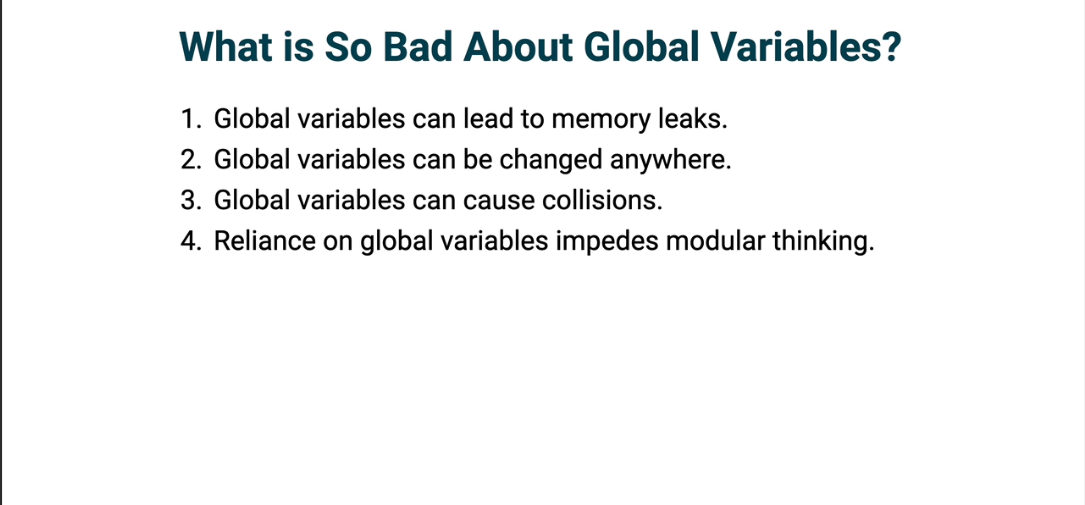 What is So Bad About Global Variables?
1. Global variables can lead to memory leaks.
2. Global variables can be changed anywhere.
3. Global variables can cause collisions.
4. Reliance on global variables impedes modular thinking.